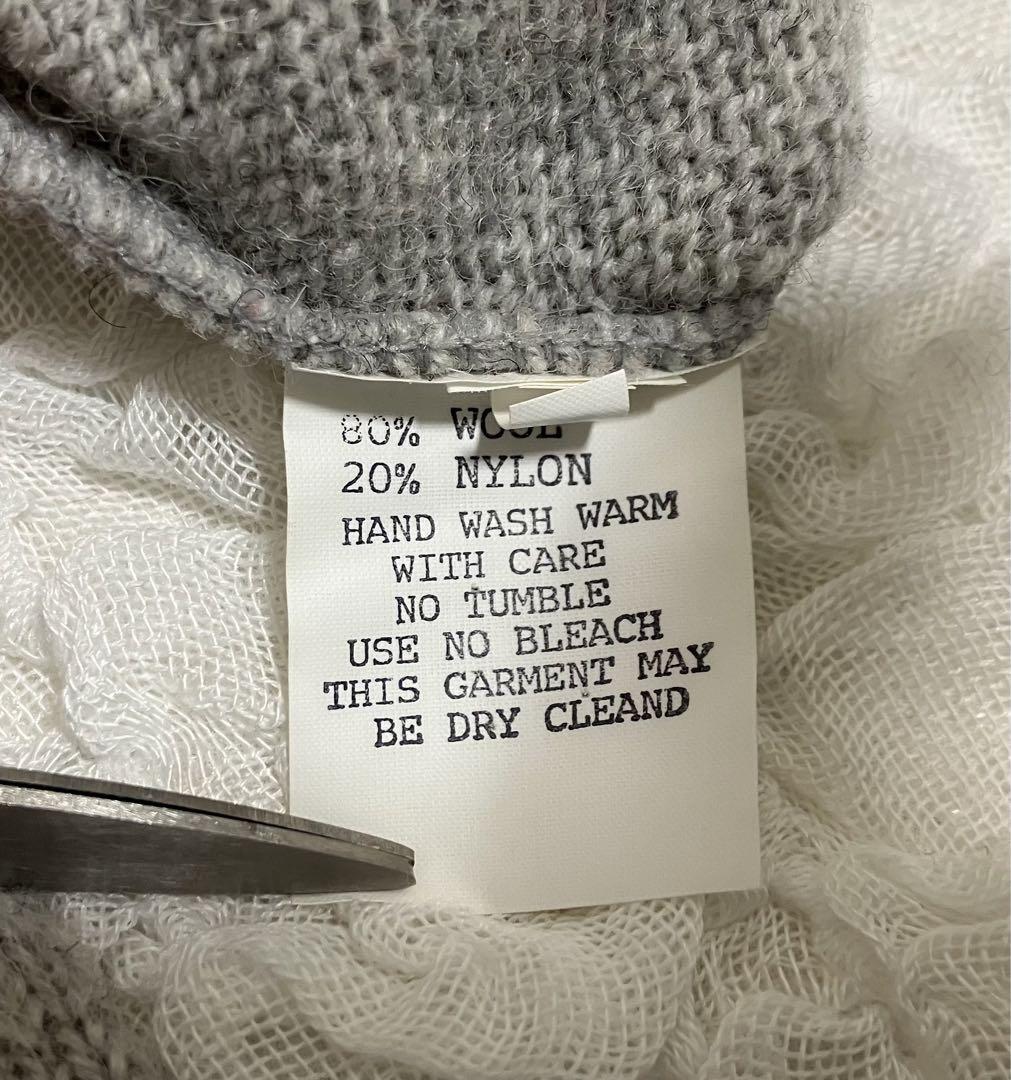 80% WOOL
20% NYLON
HAND WASH WARM
WITH CARE
NO TUMBLE
USE NO BLEACH
THIS GARMENT MAY
BE DRY CLEAND